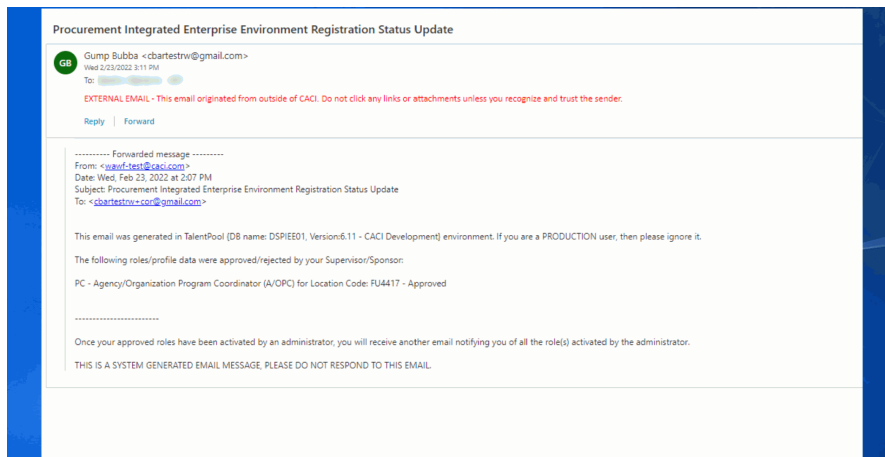 Procurement Integrated Enterprise Environment Registration Status Update
GB
Gump Bubba <cbartestrw@gmail.com>
Wed 2/23/2022 3:11 PM
To:
EXTERNAL EMAIL - This email originated from outside of CACI. Do not click any links or attachments unless you recognize and trust the sender.
Reply | Forward
---------- Forwarded message ---------
From: <wawf-test@caci.com>
Date: Wed, Feb 23, 2022 at 2:07 PM
Subject: Procurement Integrated Enterprise Environment Registration Status Update
To: <cbartestrw+cor@gmail.com>
This email was generated in TalentPool {DB name: DSPIEE01, Version:6.11 - CACI Development} environment. If you are a PRODUCTION user, then please ignore it.
The following roles/profile data were approved/rejected by your Supervisor/Sponsor:
PC - Agency/Organization Program Coordinator (A/OPC) for Location Code: FU4417 - Approved
------------------------
Once your approved roles have been activated by an administrator, you will receive another email notifying you of all the role(s) activated by the administrator.
THIS IS A SYSTEM GENERATED EMAIL MESSAGE, PLEASE DO NOT RESPOND TO THIS EMAIL.